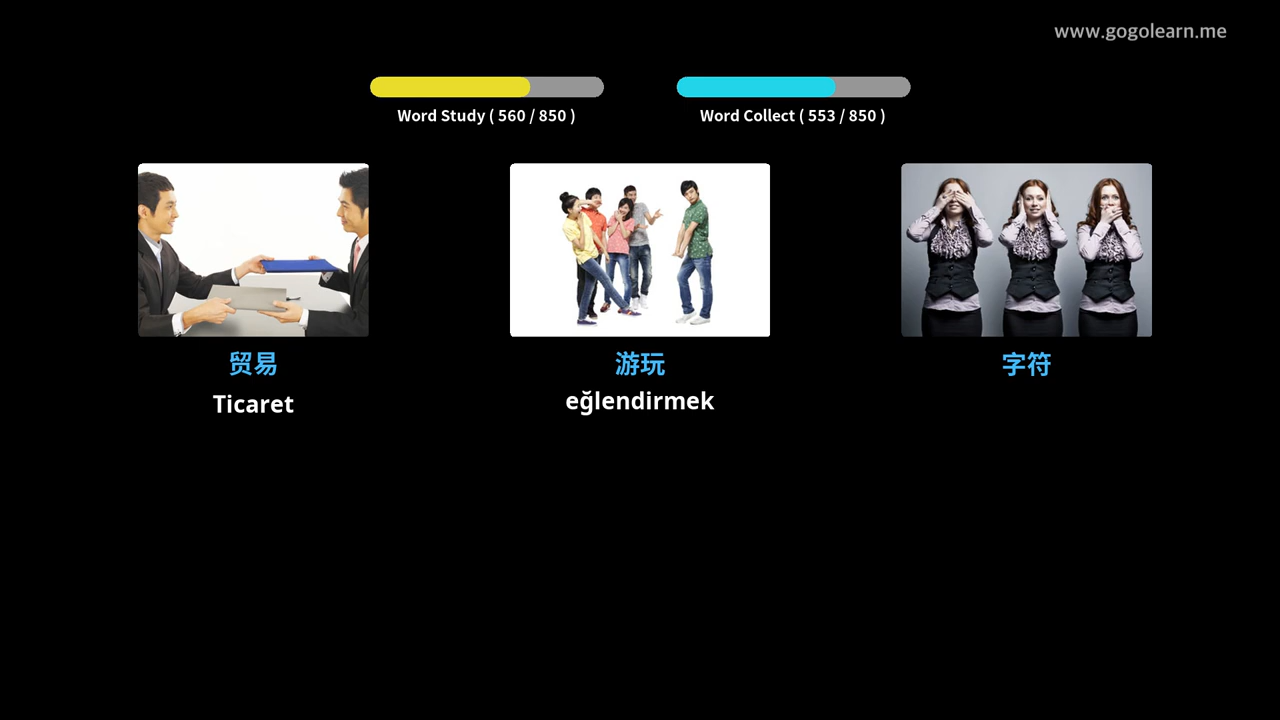 www.gogolearn.me
Word Study ( 560 / 850 )
Word Collect ( 553 / 850 )
贸易
游玩
字符
Ticaret
eğlendirmek